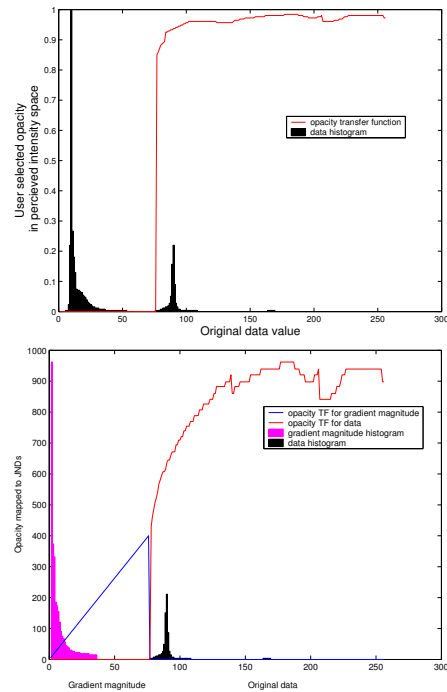 1
0.9
0.8
0.7
0.6
0.5
0.4
0.3
0.2
0.1
0
User selected opacity
in percieved intensity space
opacity transfer function
data histogram
0 50 100 150 200 250 300
Original data value
1000
900
800
700
600
500
400
300
200
100
0
Opacity mapped to JNDs
opacity TF for gradient magnitude
opacity TF for data
gradient magnitude histogram
data histogram
0 50 100 150 200 250 300
Gradient magnitude Original data